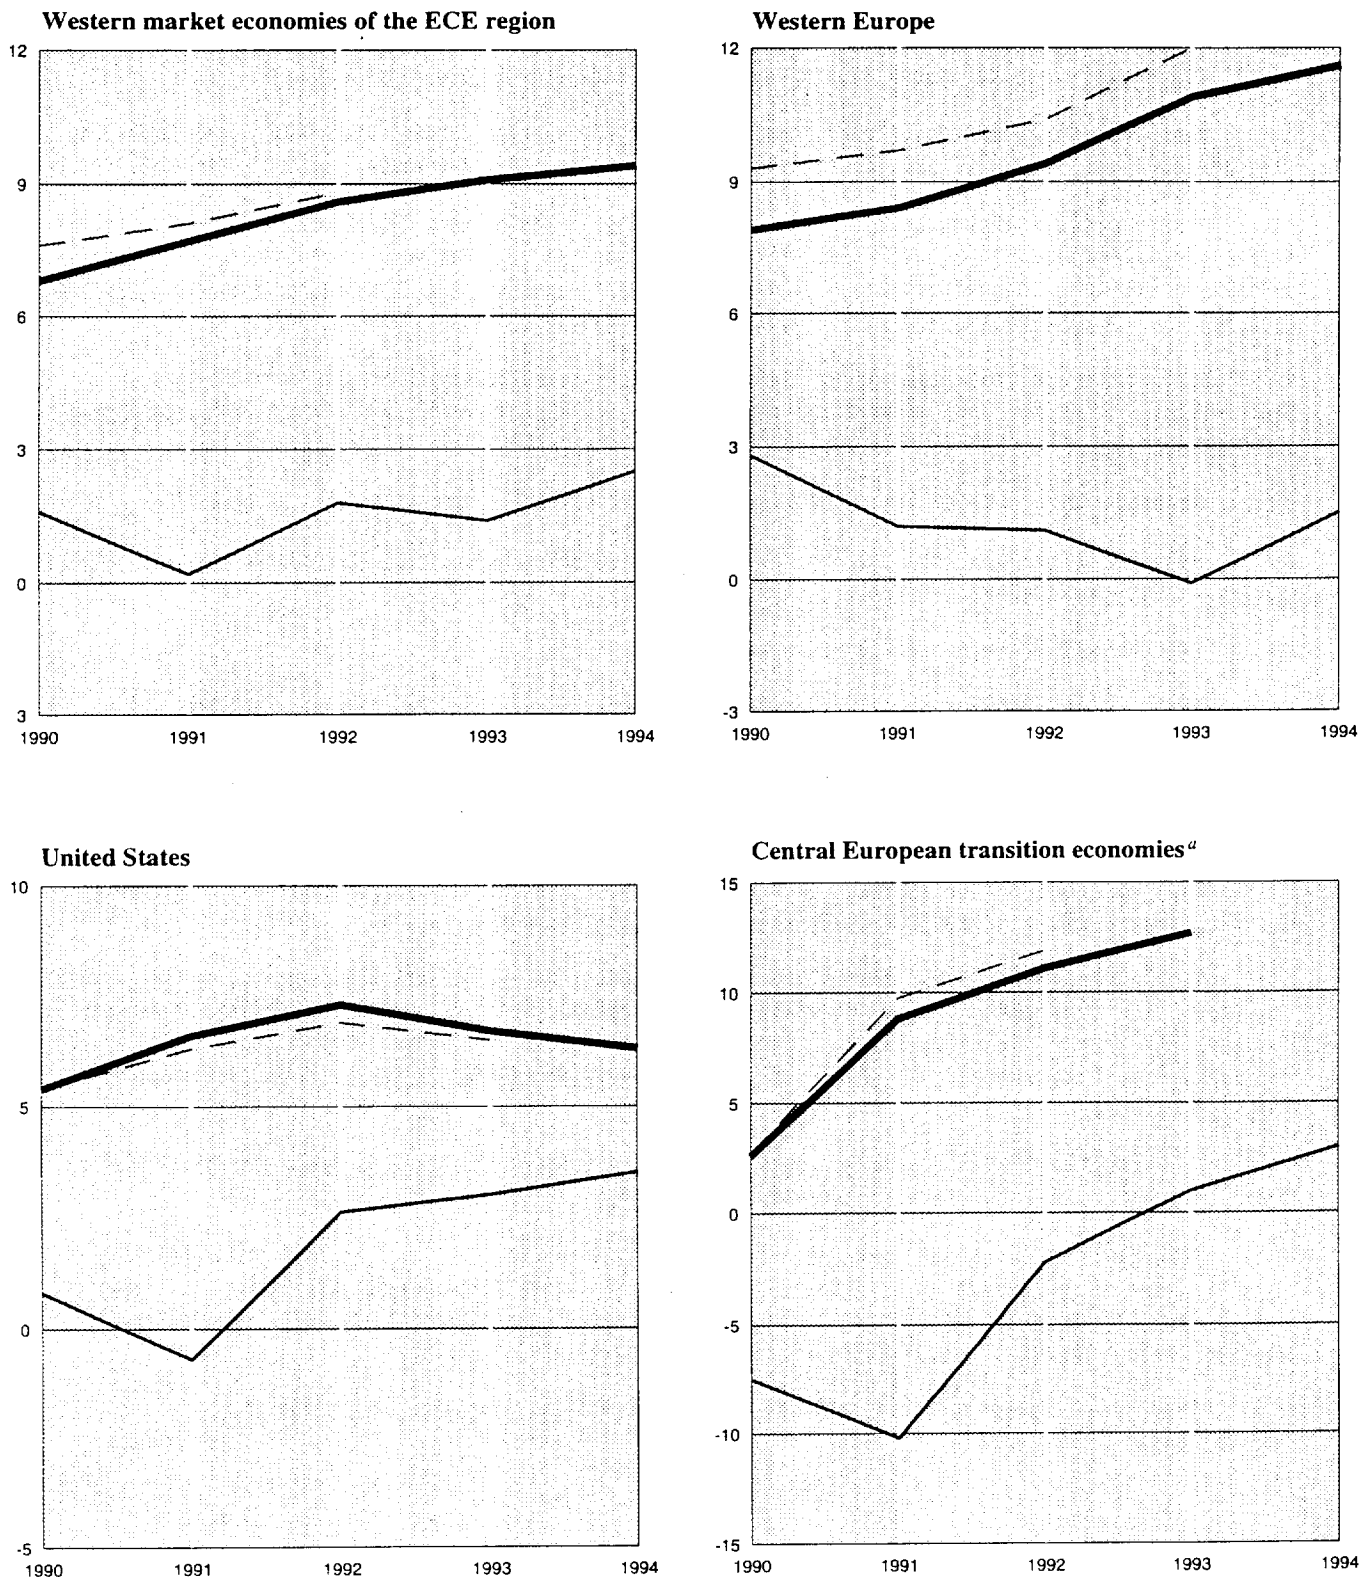 Western market economies of the ECE region
12
9
6
3
0
3
1990 1991 1992 1993 1994
Western Europe
12
9
6
3
0
-3
1990 1991 1992 1993 1994
United States
10
5
0
-5
1990 1991 1992 1993 1994
Central European transition economies a
15
10
5
0
-5
-10
-15
1990 1991 1992 1993 1994